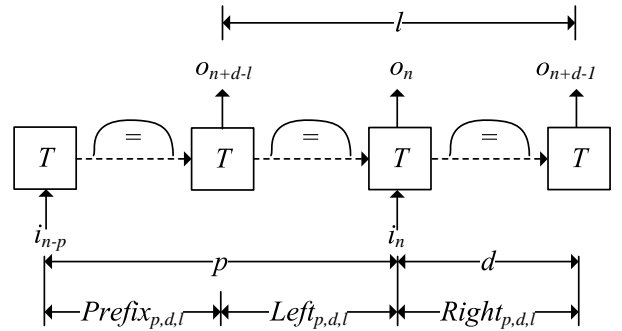 l
o_{n+d-l} o_n o_{n+d-1}
= = =
T T T T
i_{n-p} i_n
p d
Prefix_{p,d,l} Left_{p,d,l} Right_{p,d,l}